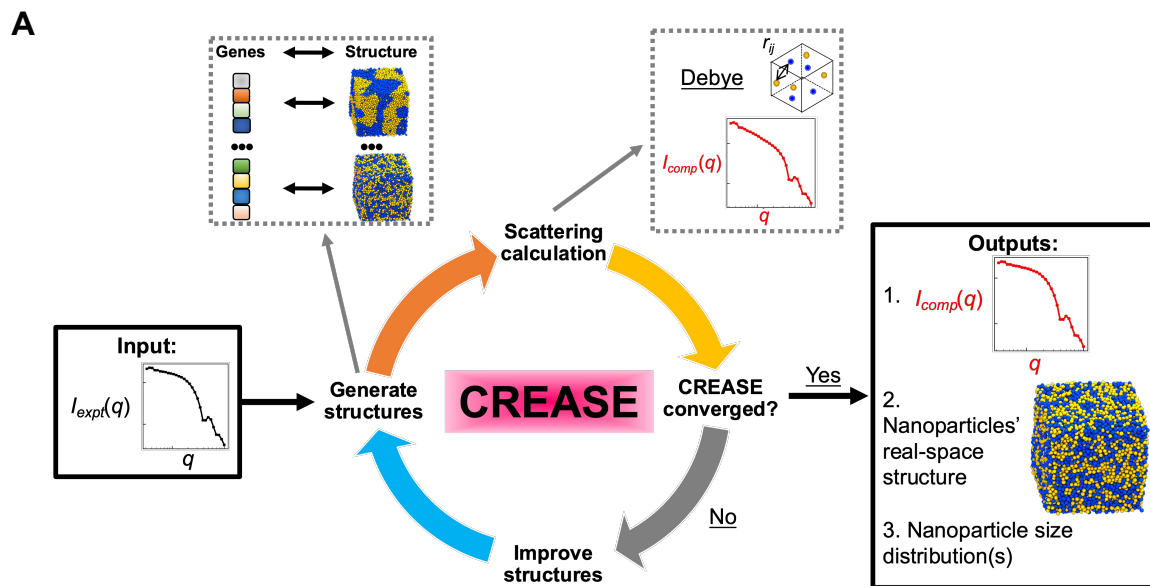 A
Genes
Structure
•••
•••
r_ij
Debye
I_comp(q)
q
Scattering
calculation
Input:
I_expt(q)
q
Generate
structures
CREASE
CREASE
converged?
Yes
No
Improve
structures
Outputs:
1.
I_comp(q)
q
2.
Nanoparticles’
real-space
structure
3. Nanoparticle size
distribution(s)